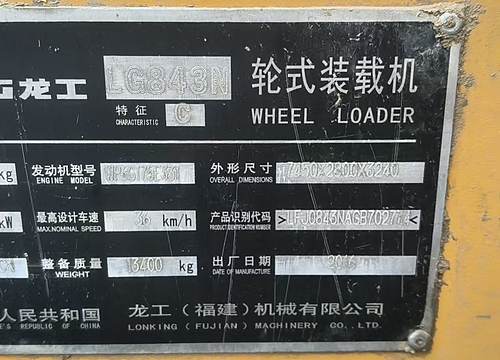 龙工 LG843N 轮式装载机
特征 C
CHARACTERISTIC
WHEEL LOADER
kg 发动机型号 外形尺寸 7450X2900X3240
ENGINE MODEL OVERALL DIMENSIONS
kW 最高设计车速 36 km/h 产品识别代码
MAX.NOMINAL SPEED PRODUCT IDENTIFICATION NUMBER
整备质量 13400 kg 出厂日期
WEIGHT DATE OF MANUFACTURE
人民共和国 龙工（福建）机械有限公司
REPUBLIC OF CHINA LONKING (FUJIAN) MACHINERY CO., LTD.